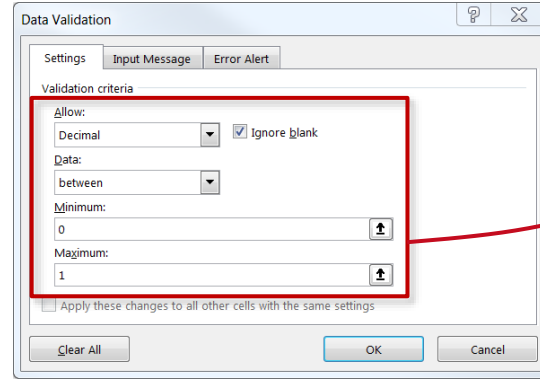 Data Validation
Settings Input Message Error Alert
Validation criteria
Allow:
Decimal Ignore blank
Data:
between
Minimum:
0
Maximum:
1
Apply these changes to all other cells with the same settings
Clear All OK Cancel